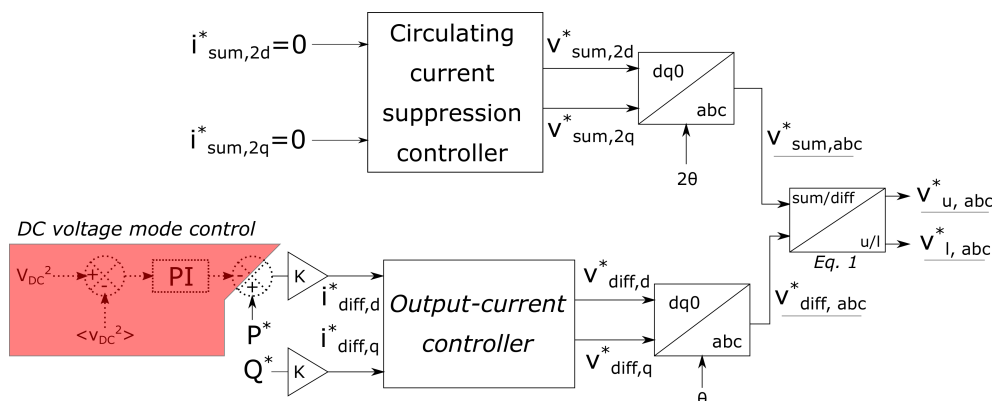 i*sum,2d=0
i*sum,2q=0
Circulating
current
suppression
controller
v*sum,2d
v*sum,2q
dq0
abc
2θ
v*sum,abc
sum/diff
u/l
Eq. 1
v*u, abc
v*l, abc
DC voltage mode control
VDC²
+
-
<vDC²>
PI
-
+
P*
Q*
K
K
i*diff,d
i*diff,q
Output-current
controller
v*diff,d
v*diff,q
dq0
abc
θ
v*diff, abc